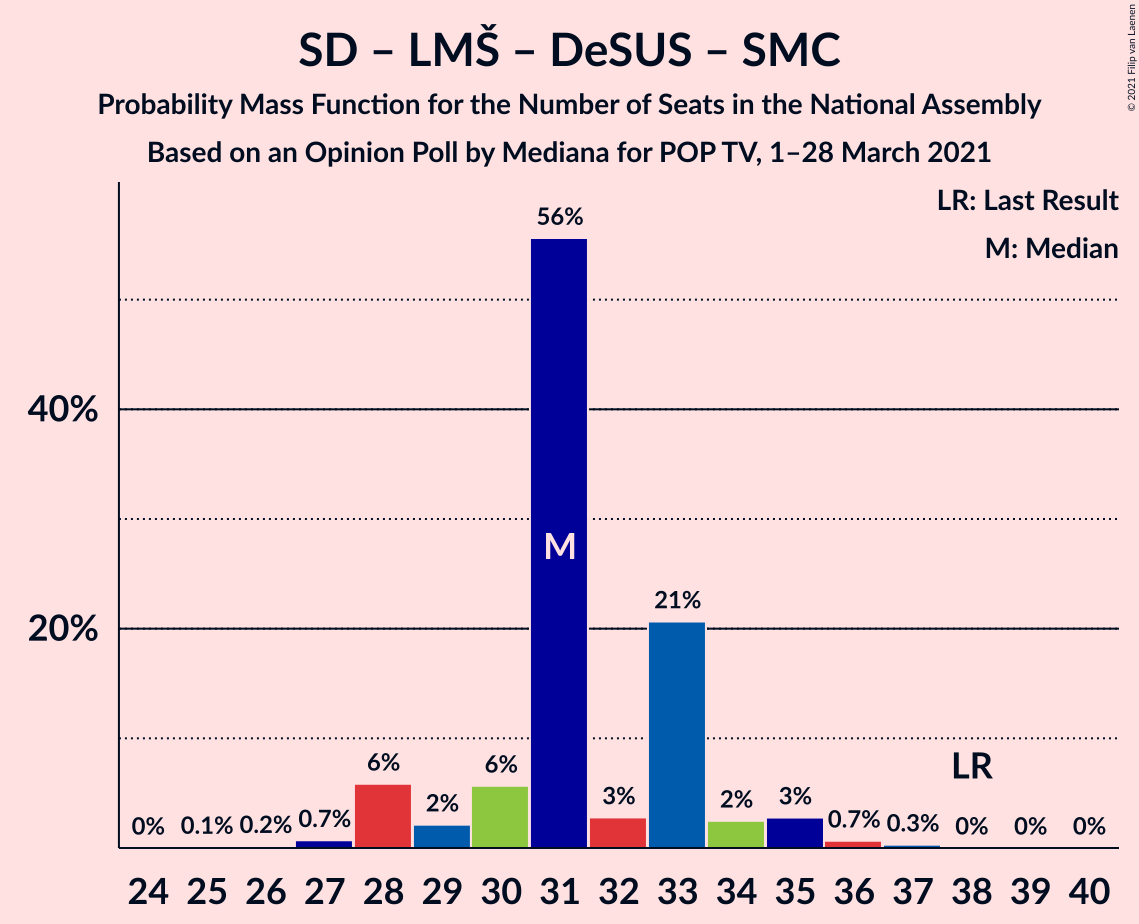 SD – LMŠ – DeSUS – SMC
Probability Mass Function for the Number of Seats in the National Assembly
Based on an Opinion Poll by Mediana for POP TV, 1–28 March 2021
© 2021 Filip van Laenen
LR: Last Result
M: Median
40%
20%
0% 0.1% 0.2% 0.7% 6% 2% 6% 56% 3% 21% 2% 3% 0.7% 0.3% 0% 0% 0%
M
LR
24 25 26 27 28 29 30 31 32 33 34 35 36 37 38 39 40